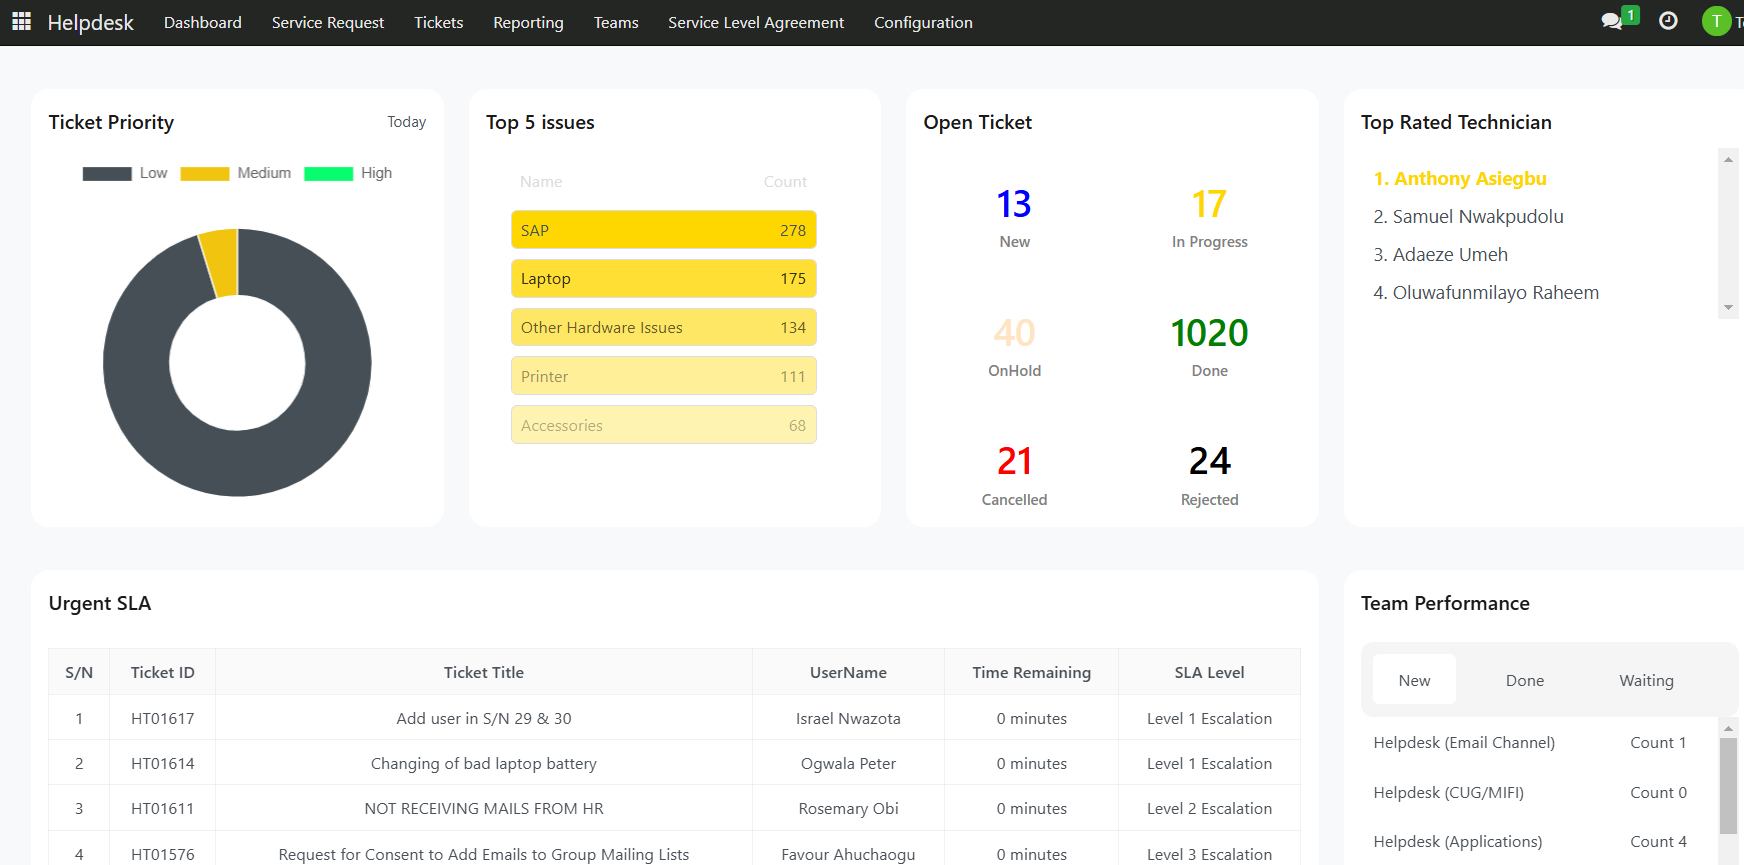 Helpdesk Dashboard Service Request Tickets Reporting Teams Service Level Agreement Configuration 1 T
Ticket Priority Today
Low Medium High
Top 5 issues
Name Count
SAP 278
Laptop 175
Other Hardware Issues 134
Printer 111
Accessories 68
Open Ticket
13 17
New In Progress
40 1020
OnHold Done
21 24
Cancelled Rejected
Top Rated Technician
1. Anthony Asiegbu
2. Samuel Nwakpudolu
3. Adaeze Umeh
4. Oluwafunmilayo Raheem
Urgent SLA
S/N Ticket ID Ticket Title UserName Time Remaining SLA Level
1 HT01617 Add user in S/N 29 & 30 Israel Nwazota 0 minutes Level 1 Escalation
2 HT01614 Changing of bad laptop battery Ogwala Peter 0 minutes Level 1 Escalation
3 HT01611 NOT RECEIVING MAILS FROM HR Rosemary Obi 0 minutes Level 2 Escalation
4 HT01576 Request for Consent to Add Emails to Group Mailing Lists Favour Ahuchaogu 0 minutes Level 3 Escalation
Team Performance
New Done Waiting
Helpdesk (Email Channel) Count 1
Helpdesk (CUG/MIFI) Count 0
Helpdesk (Applications) Count 4